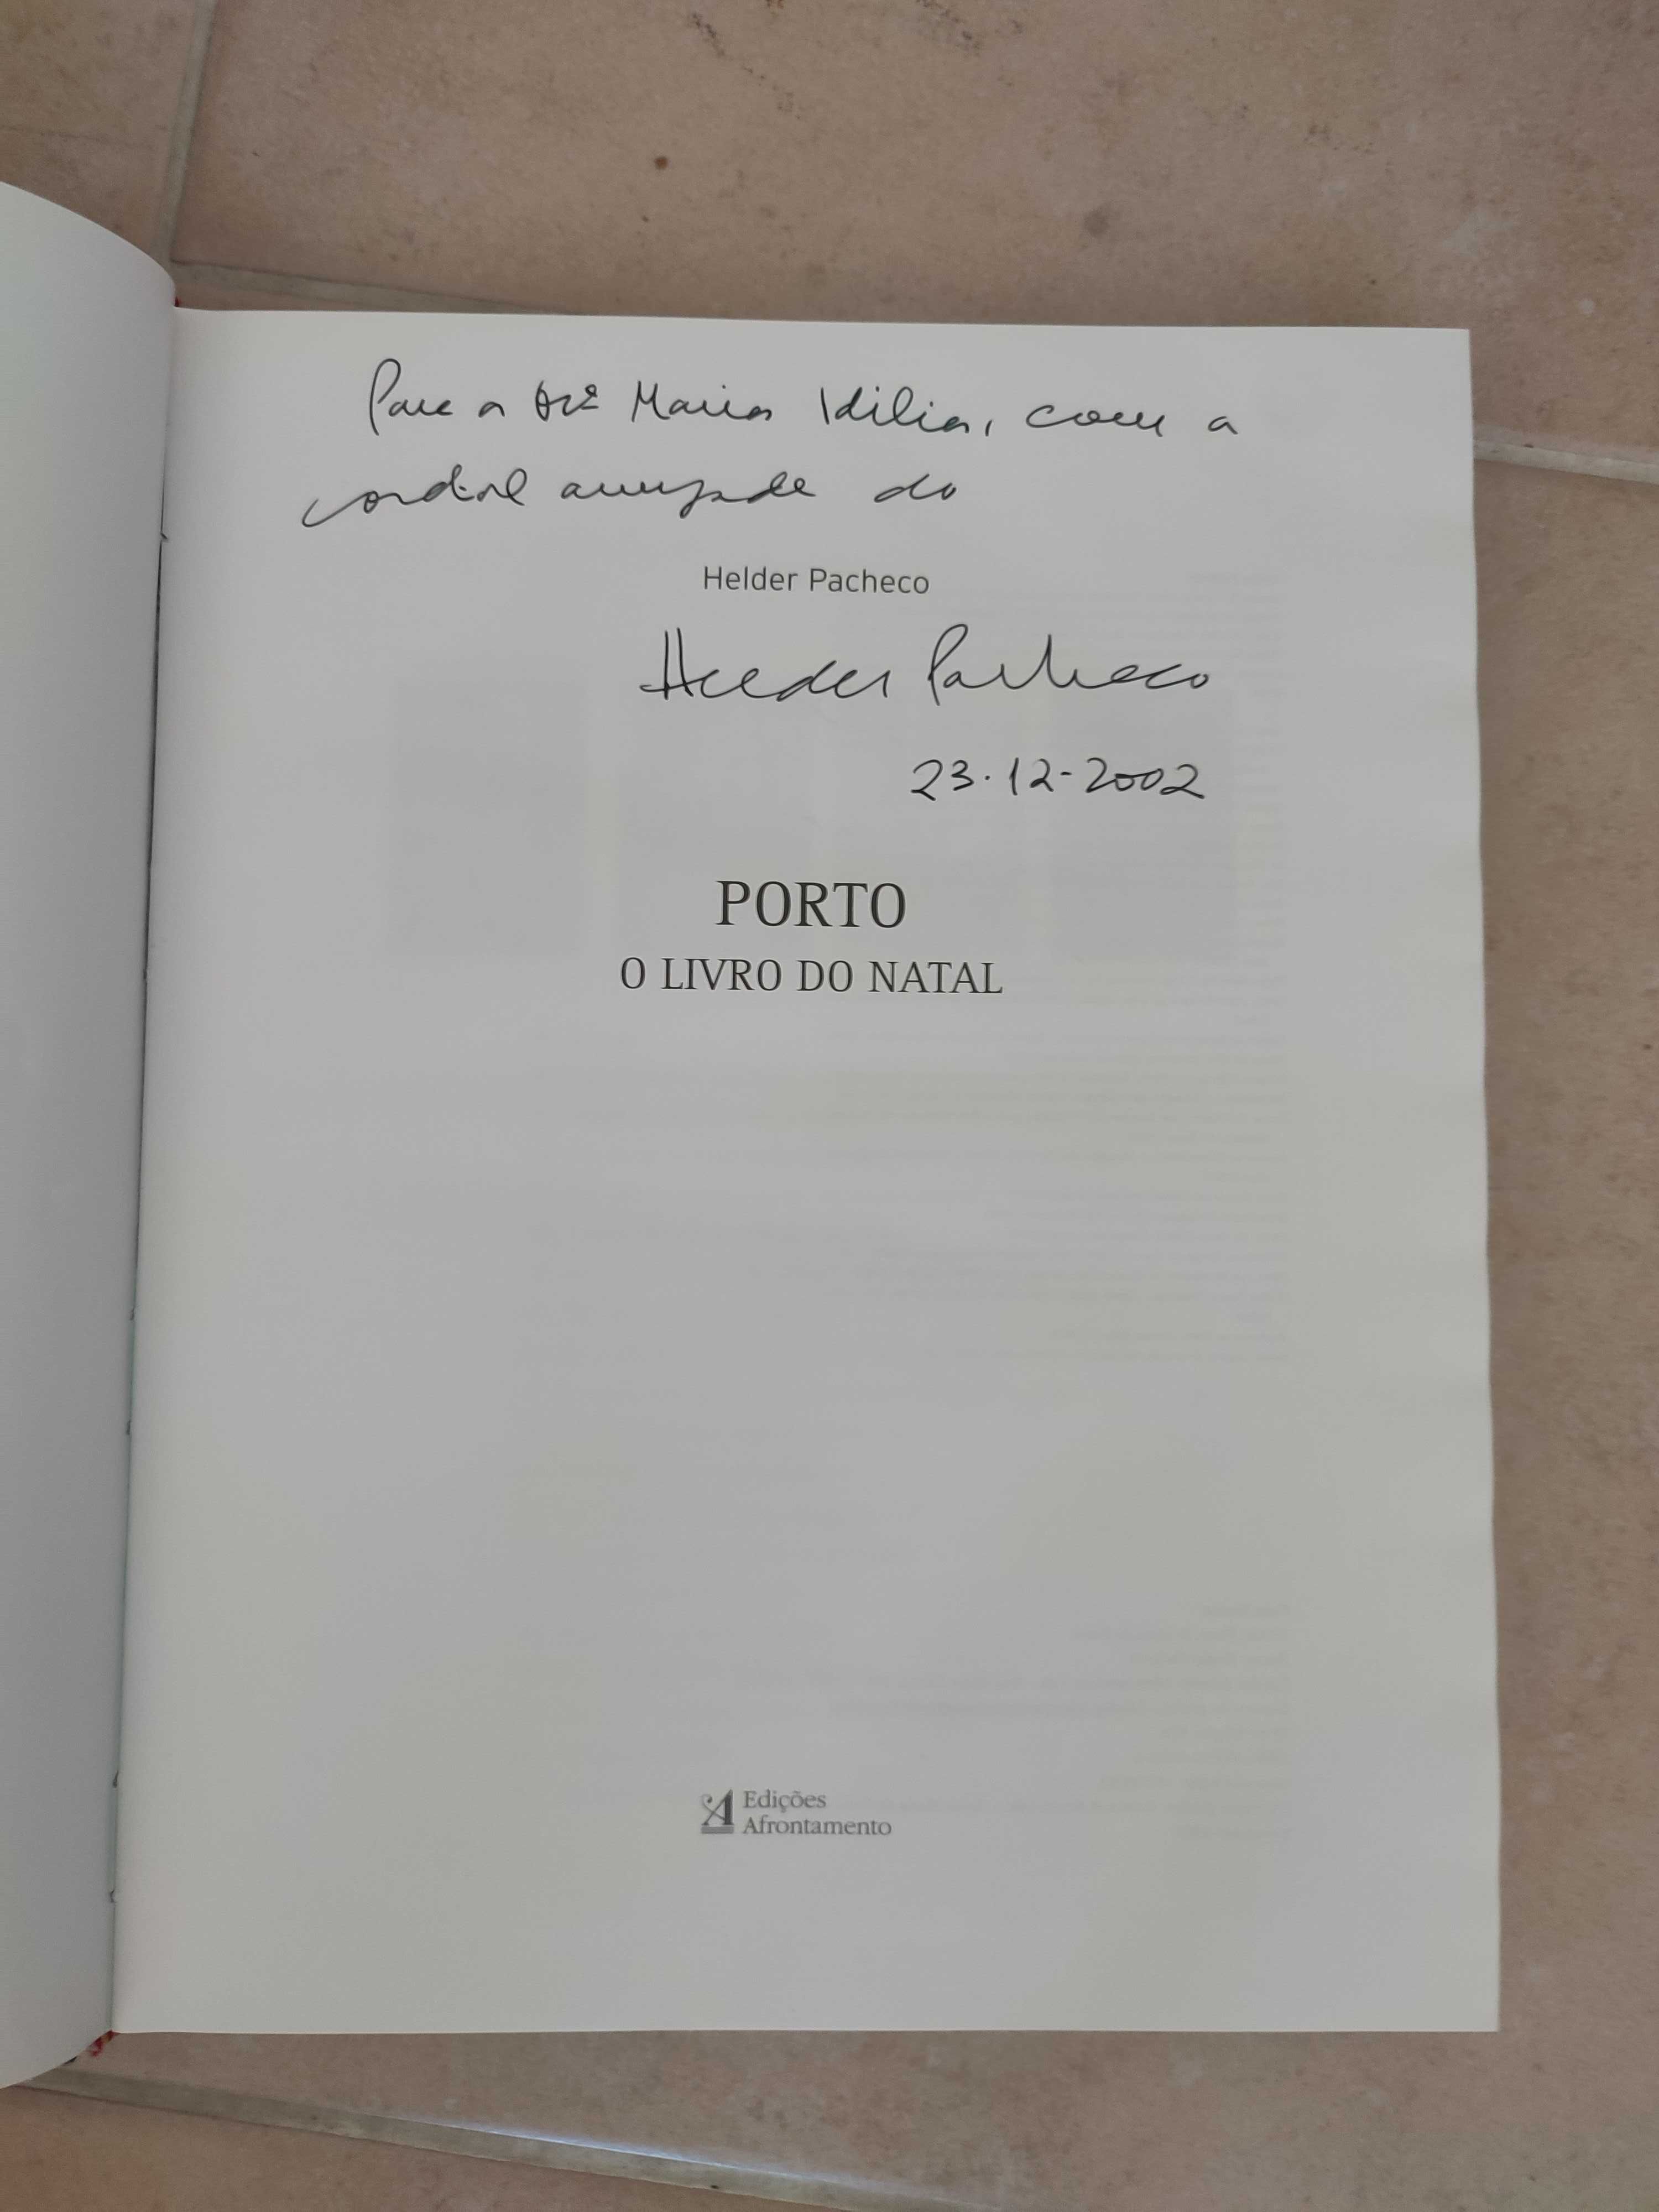 Para a Drª Maria Idília, com a
cordial amizade do
Helder Pacheco
Helder Pacheco
23·12-2002
PORTO
O LIVRO DO NATAL
Edições
Afrontamento